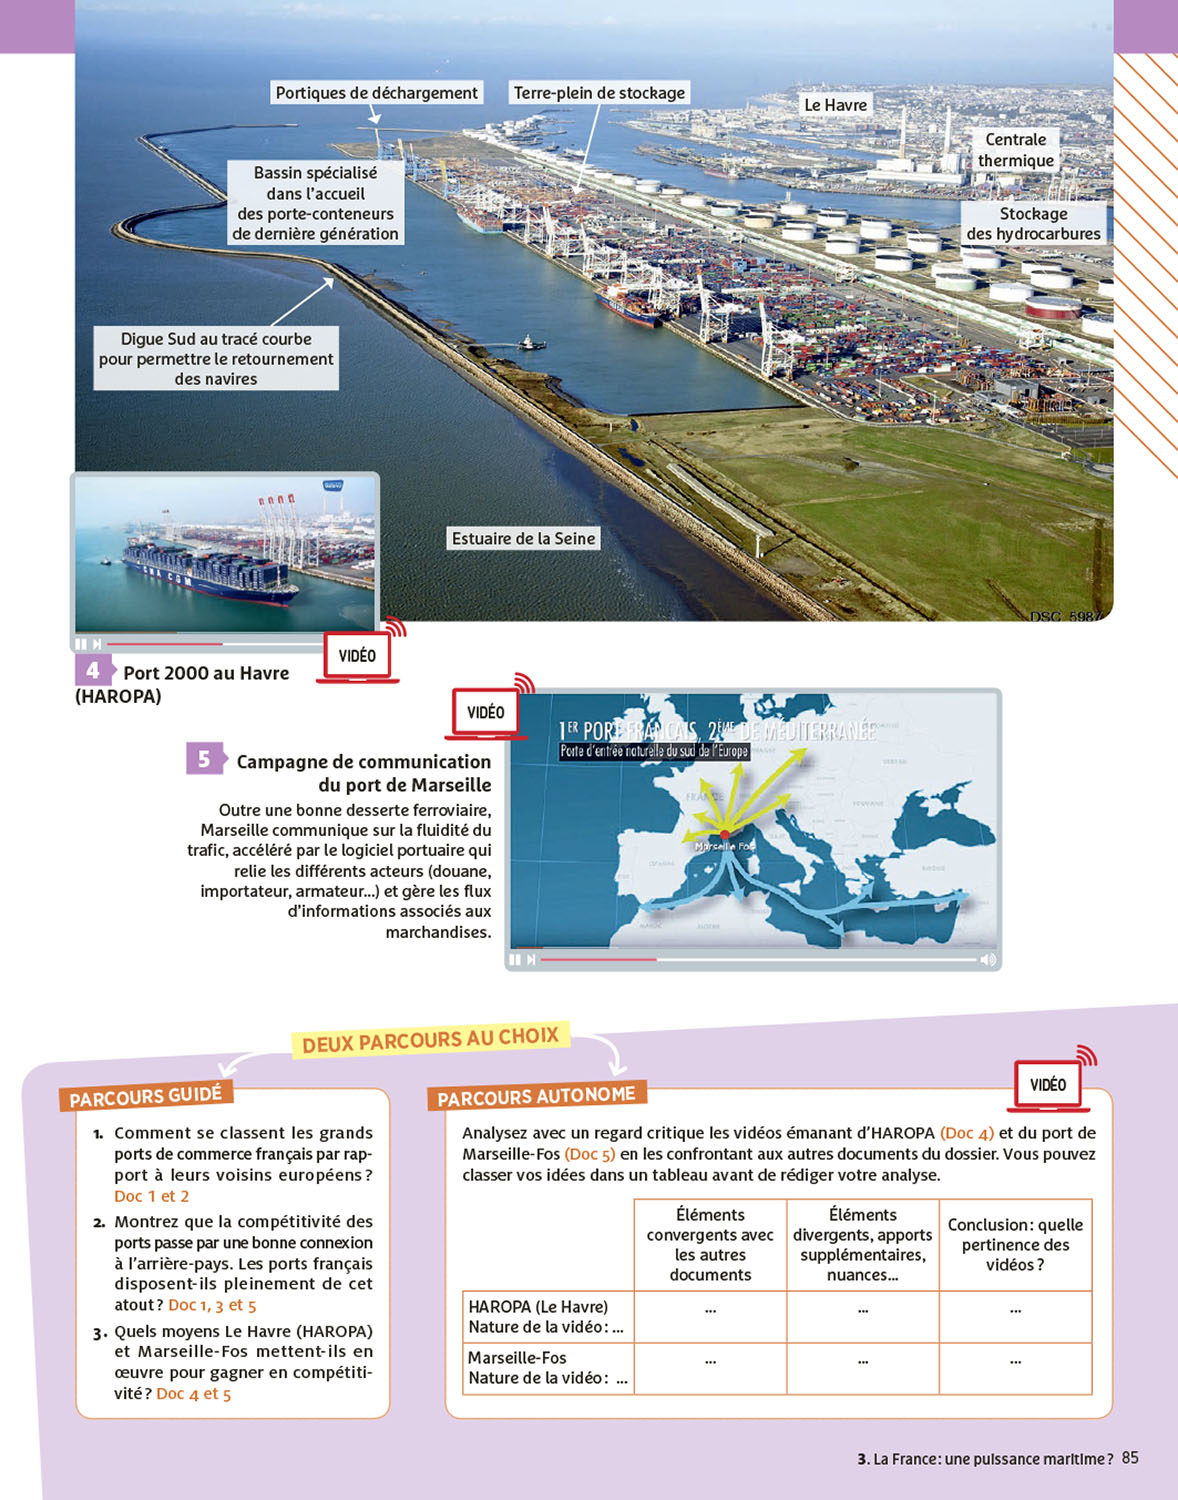 Portiques de déchargement
Terre-plein de stockage
Le Havre
Centrale
thermique
Bassin spécialisé
dans l'accueil
des porte-conteneurs
de dernière génération
Stockage
des hydrocarbures
Digue Sud au tracé courbe
pour permettre le retournement
des navires
Estuaire de la Seine
DSC_5987
CMA CGM
VIDÉO
4 Port 2000 au Havre
(HAROPA)
VIDÉO
1ER PORT FRANÇAIS, 2ÈME DE MÉDITERRANÉE
Porte d'entrée naturelle du sud de l'Europe
FRANCE
Marseille Fos
5 Campagne de communication
du port de Marseille
Outre une bonne desserte ferroviaire,
Marseille communique sur la fluidité du
trafic, accéléré par le logiciel portuaire qui
relie les différents acteurs (douane,
importateur, armateur...) et gère les flux
d'informations associés aux
marchandises.
DEUX PARCOURS AU CHOIX
PARCOURS GUIDÉ
1. Comment se classent les grands
ports de commerce français par rap-
port à leurs voisins européens ?
Doc 1 et 2
2. Montrez que la compétitivité des
ports passe par une bonne connexion
à l'arrière-pays. Les ports français
disposent-ils pleinement de cet
atout ? Doc 1, 3 et 5
3. Quels moyens Le Havre (HAROPA)
et Marseille-Fos mettent-ils en
œuvre pour gagner en compétiti-
vité ? Doc 4 et 5
PARCOURS AUTONOME
VIDÉO
Analysez avec un regard critique les vidéos émanant d'HAROPA (Doc 4) et du port de
Marseille-Fos (Doc 5) en les confrontant aux autres documents du dossier. Vous pouvez
classer vos idées dans un tableau avant de rédiger votre analyse.
Éléments
convergents avec
les autres
documents
Éléments
divergents, apports
supplémentaires,
nuances...
Conclusion : quelle
pertinence des
vidéos ?
HAROPA (Le Havre)
Nature de la vidéo : ...
... ... ...
Marseille-Fos
Nature de la vidéo : ...
... ... ...
3. La France : une puissance maritime ? 85